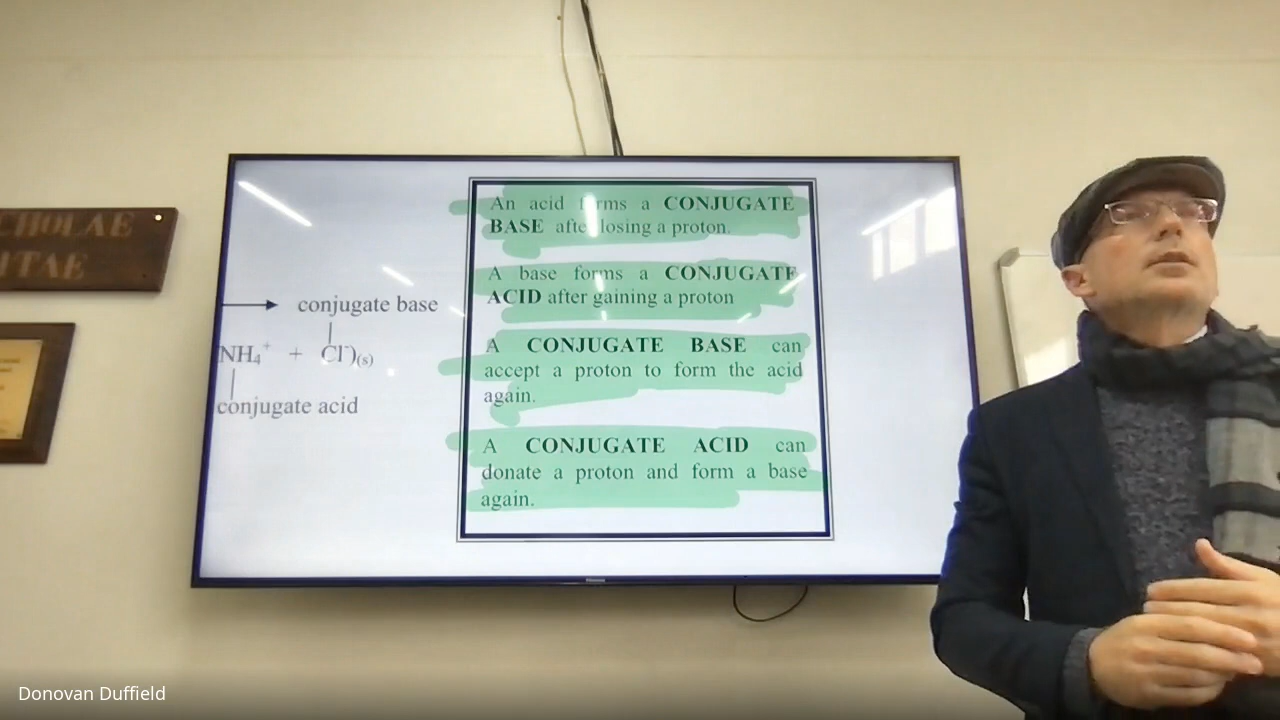 CHOLAE
ITAE
conjugate base
NH₄⁺ + Cl⁻)(s)
conjugate acid
An acid forms a CONJUGATE
BASE after losing a proton.
A base forms a CONJUGATE
ACID after gaining a proton
A CONJUGATE BASE can
accept a proton to form the acid
again.
A CONJUGATE ACID can
donate a proton and form a base
again.
Donovan Duffield